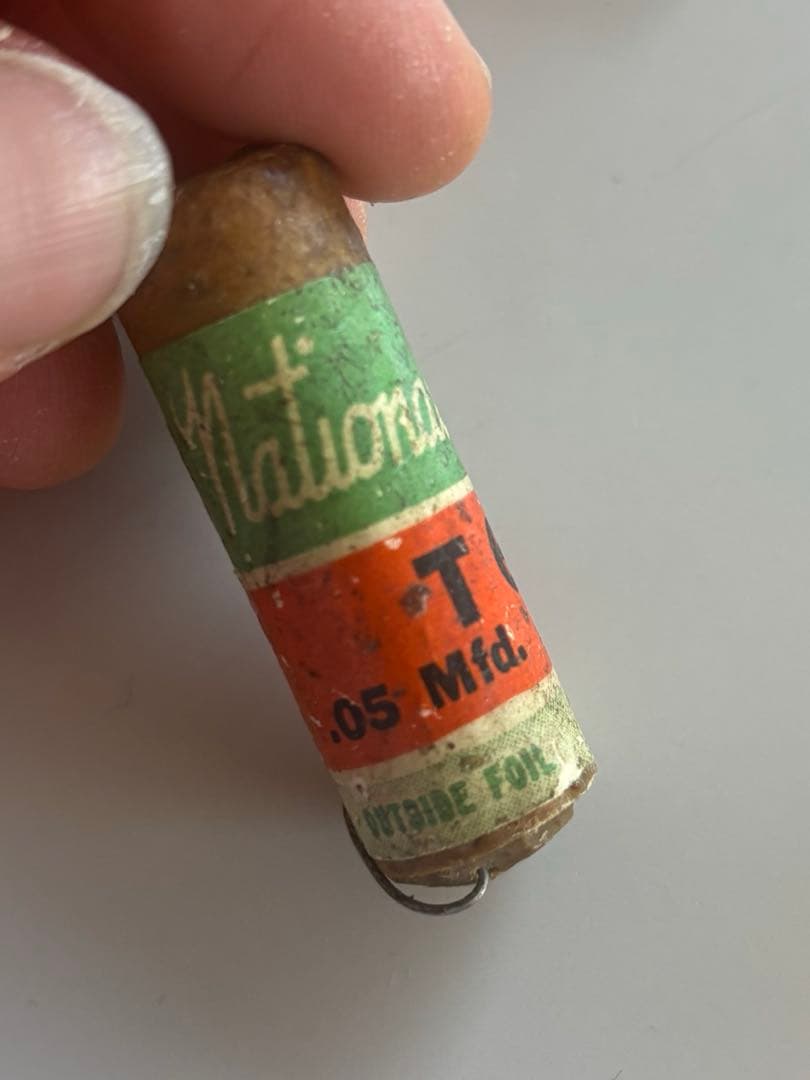 Nationa
T
.05 Mfd.
OUTSIDE FOIL